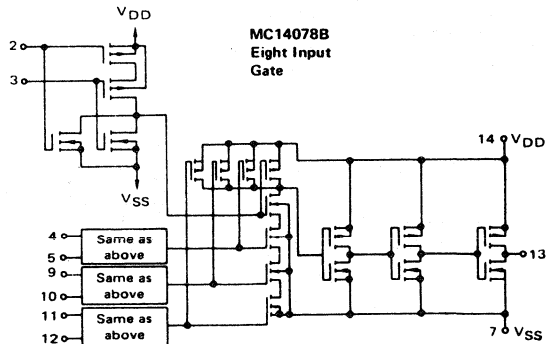 VDD
MC14078B
Eight Input
Gate
2
3
14 VDD
VSS
4
5
Same as
above
13
9
10
Same as
above
11
12
Same as
above
7 VSS